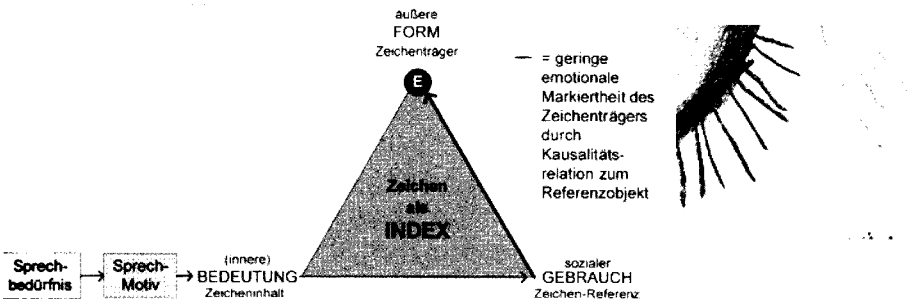 äußere
FORM
Zeichenträger
E
— = geringe
emotionale
Markiertheit des
Zeichenträgers
durch
Kausalitäts-
relation zum
Referenzobjekt
Zeichen
als
INDEX
Sprech-
bedürfnis
Sprech-
Motiv
(innere)
BEDEUTUNG
Zeicheninhalt
sozialer
GEBRAUCH
Zeichen-Referenz